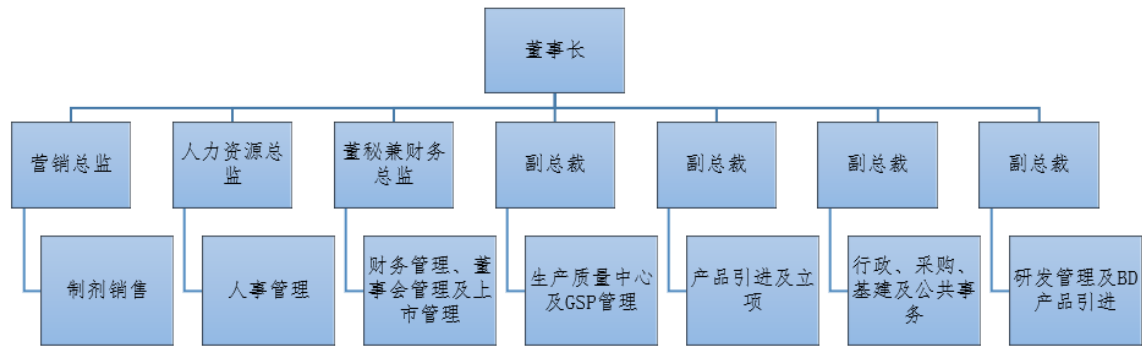 董事长
营销总监
人力资源总
监
董秘兼财务
总监
副总裁
副总裁
副总裁
副总裁
制剂销售
人事管理
财务管理、董
事会管理及上
市管理
生产质量中心
及GSP管理
产品引进及立
项
行政、采购、
基建及公共事
务
研发管理及BD
产品引进